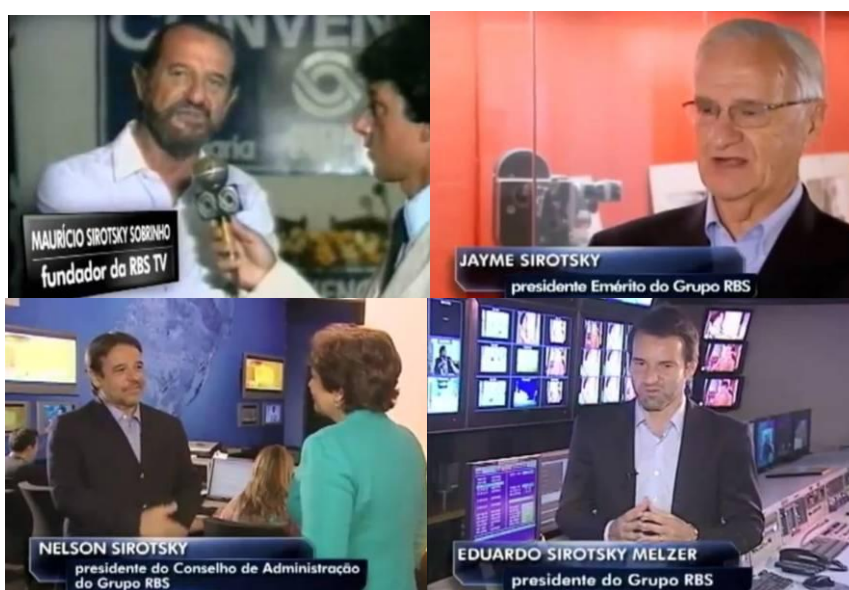 CONVEN
MAURÍCIO SIROTSKY SOBRINHO
fundador da RBS TV
JAYME SIROTSKY
presidente Emérito do Grupo RBS
NELSON SIROTSKY
presidente do Conselho de Administração
do Grupo RBS
EDUARDO SIROTSKY MELZER
presidente do Grupo RBS